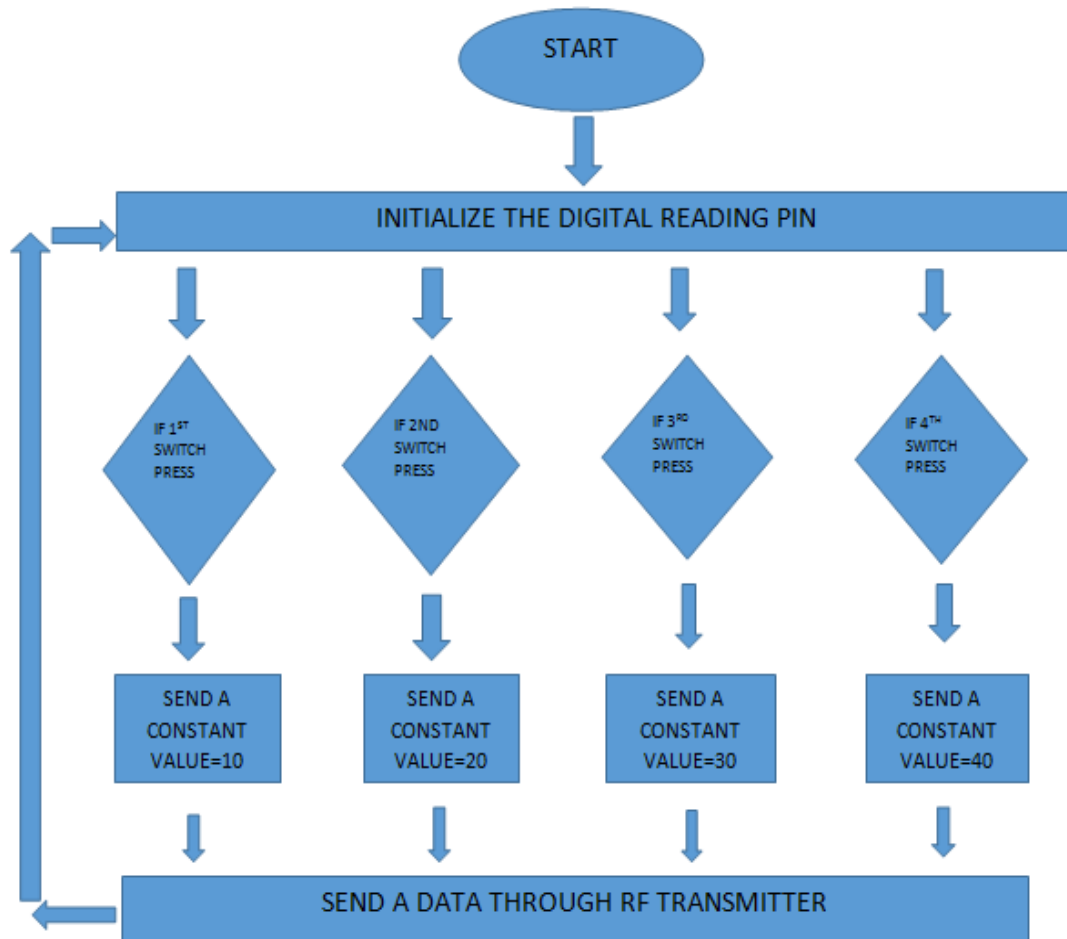 START
INITIALIZE THE DIGITAL READING PIN
IF 1ST
SWITCH
PRESS
IF 2ND
SWITCH
PRESS
IF 3RD
SWITCH
PRESS
IF 4TH
SWITCH
PRESS
SEND A
CONSTANT
VALUE=10
SEND A
CONSTANT
VALUE=20
SEND A
CONSTANT
VALUE=30
SEND A
CONSTANT
VALUE=40
SEND A DATA THROUGH RF TRANSMITTER